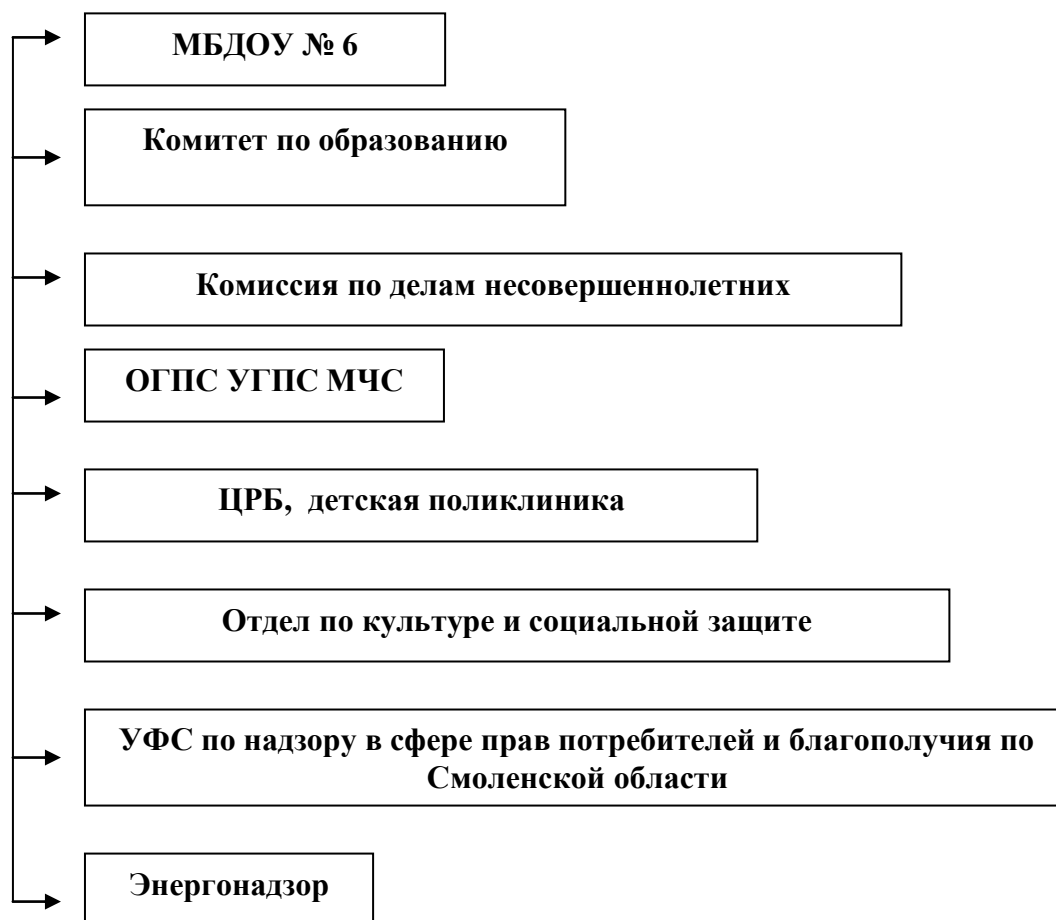 МБДОУ № 6
Комитет по образованию
Комиссия по делам несовершеннолетних
ОГПС УГПС МЧС
ЦРБ,  детская поликлиника
Отдел по культуре и социальной защите
УФС по надзору в сфере прав потребителей и благополучия по
Смоленской области
Энергонадзор